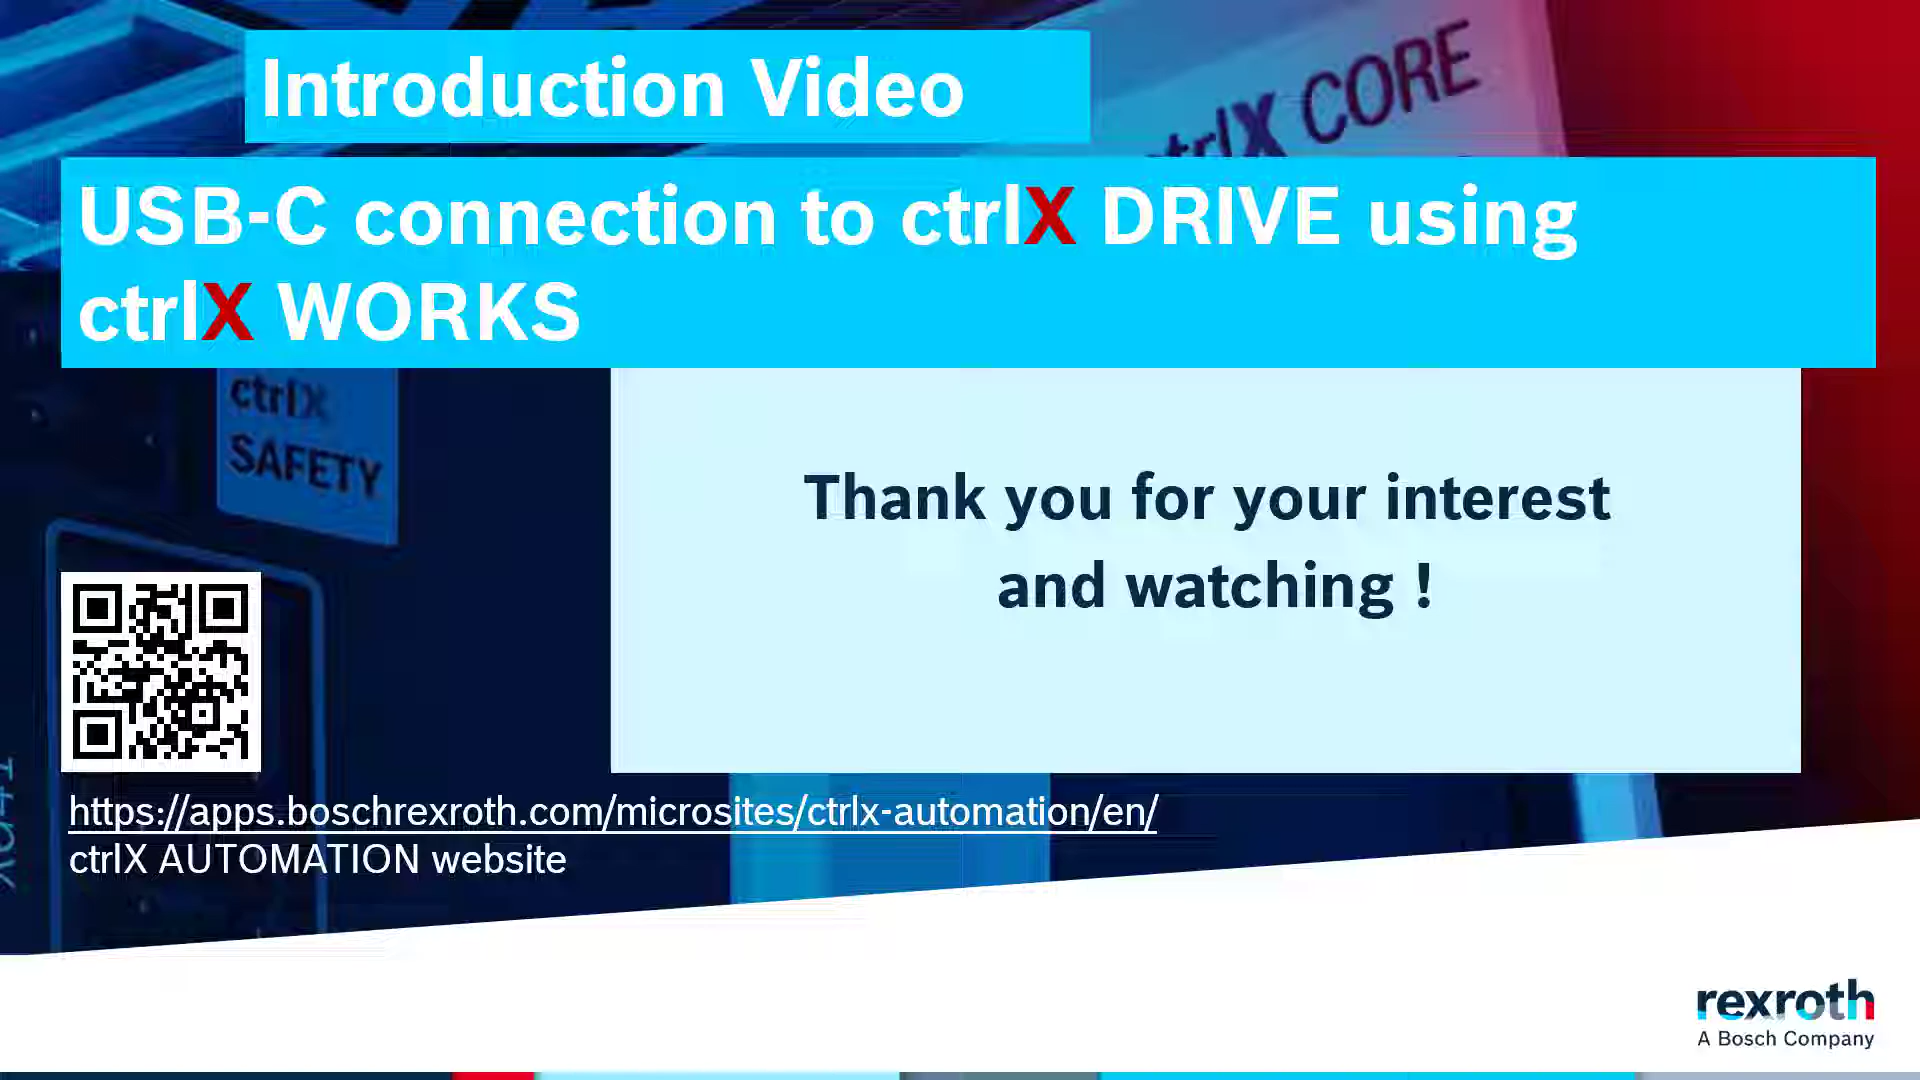 Introduction Video
ctrlX CORE
USB-C connection to ctrlX DRIVE using
ctrlX WORKS
ctrlX
SAFETY
Thank you for your interest
and watching !
https://apps.boschrexroth.com/microsites/ctrlx-automation/en/
ctrlX AUTOMATION website
rexroth
A Bosch Company